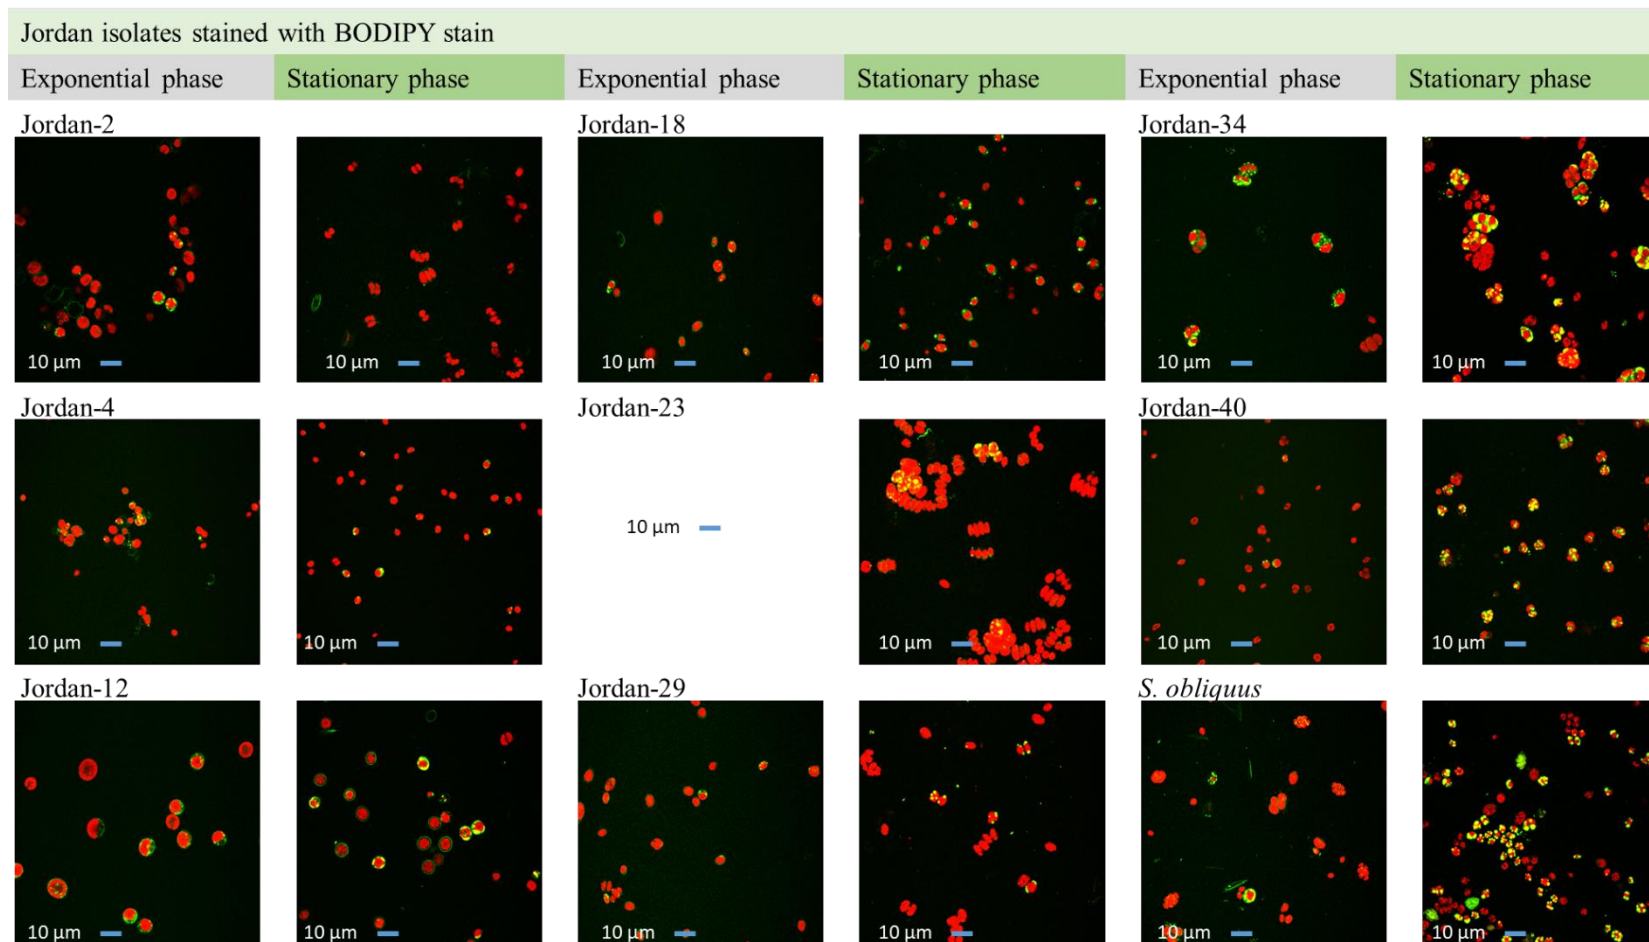 Jordan isolates stained with BODIPY stain
Exponential phase Stationary phase Exponential phase Stationary phase Exponential phase Stationary phase
Jordan-2 Jordan-18 Jordan-34
10 µm 10 µm 10 µm 10 µm 10 µm 10 µm
Jordan-4 Jordan-23 Jordan-40
10 µm
10 µm 10 µm 10 µm 10 µm 10 µm
Jordan-12 Jordan-29 S. obliquus
10 µm 10 µm 10 µm 10 µm 10 µm 10 µm